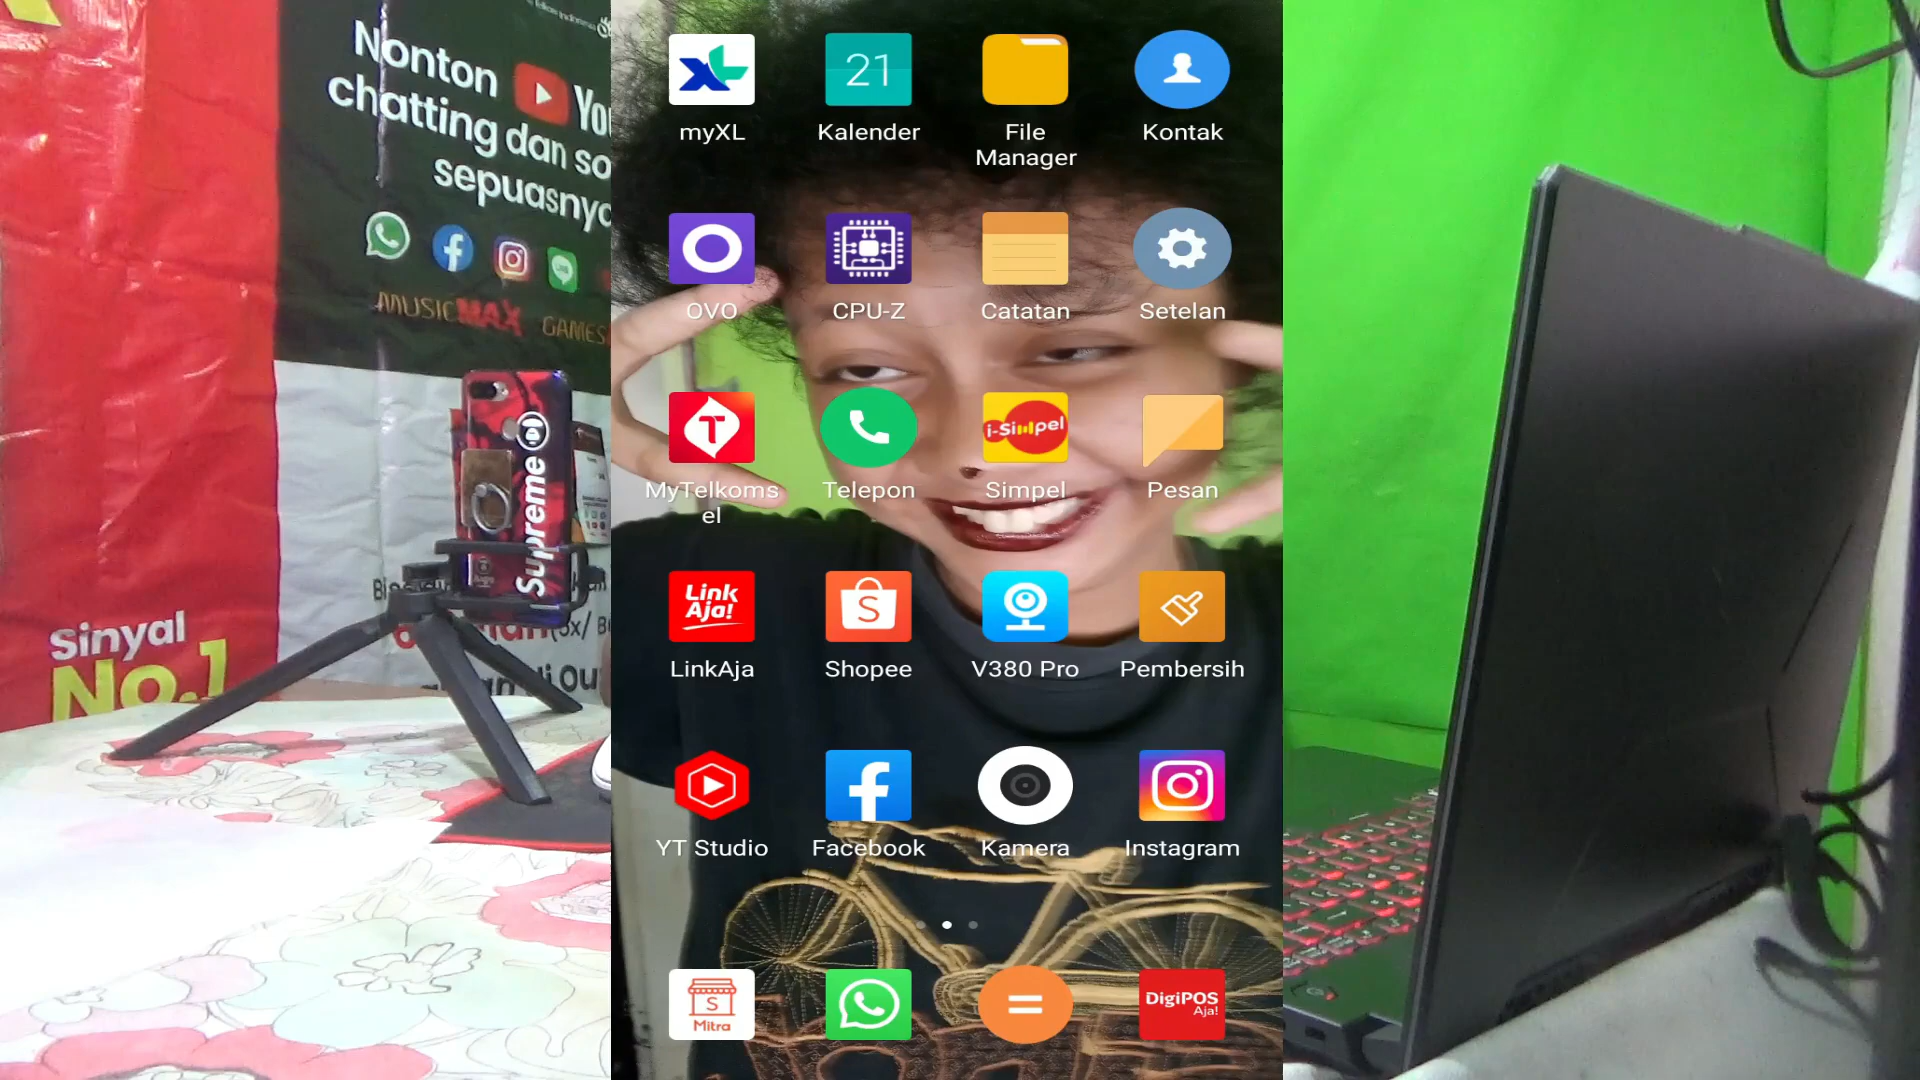 Nonton
You
chatting dan so
sepuasnya
MUSICMAX GAMES
Supreme
Sinyal
No.1
myXL
21
Kalender
File
Manager
Kontak
OVO
CPU-Z
Catatan
Setelan
T
MyTelkoms
el
Telepon
i-Simpel
Simpel
Pesan
Link
Aja!
LinkAja
S
Shopee
V380 Pro
Pembersih
YT Studio
Facebook
Kamera
Instagram
S
Mitra
DigiPOS
Aja!